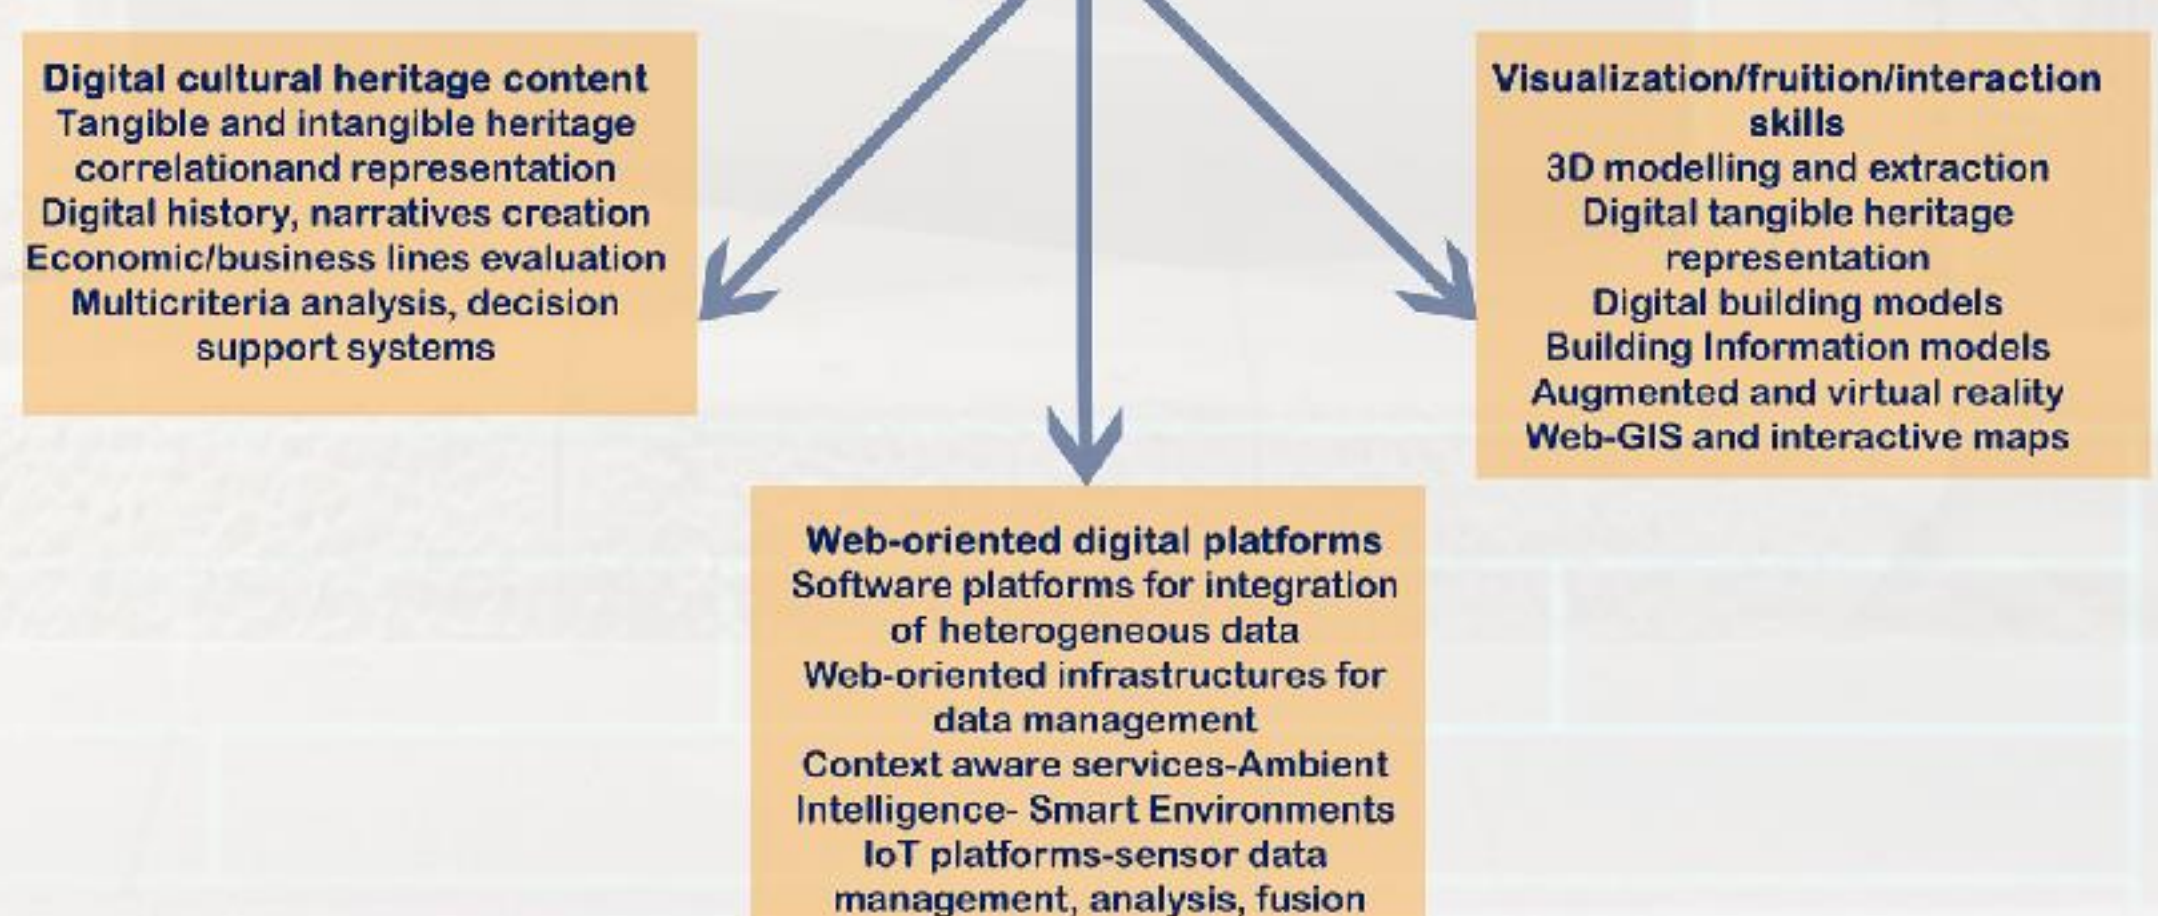 Digital cultural heritage content
Tangible and intangible heritage
correlationand representation
Digital history, narratives creation
Economic/business lines evaluation
Multicriteria analysis, decision
support systems
Visualization/fruition/interaction
skills
3D modelling and extraction
Digital tangible heritage
representation
Digital building models
Building Information models
Augmented and virtual reality
Web-GIS and interactive maps
Web-oriented digital platforms
Software platforms for integration
of heterogeneous data
Web-oriented infrastructures for
data management
Context aware services-Ambient
Intelligence- Smart Environments
IoT platforms-sensor data
management, analysis, fusion